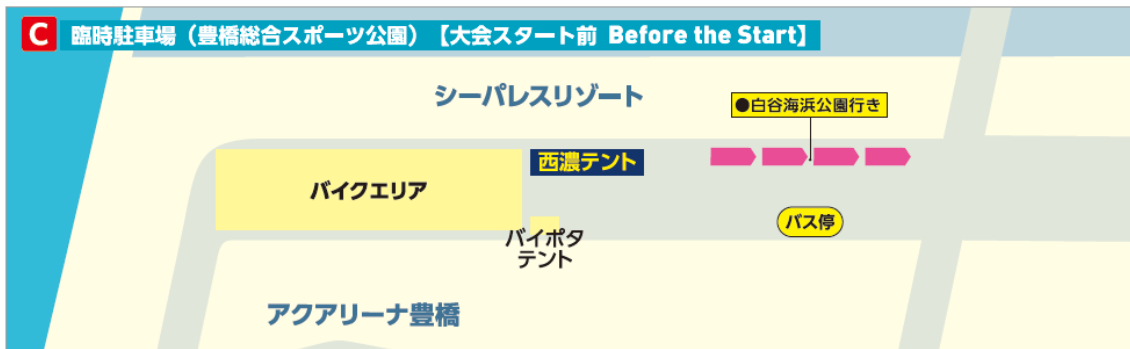 C 臨時駐車場（豊橋総合スポーツ公園）【大会スタート前 Before the Start】
シーパレスリゾート
●白谷海浜公園行き
西濃テント
バイクエリア
バス停
バイポタ
テント
アクアリーナ豊橋